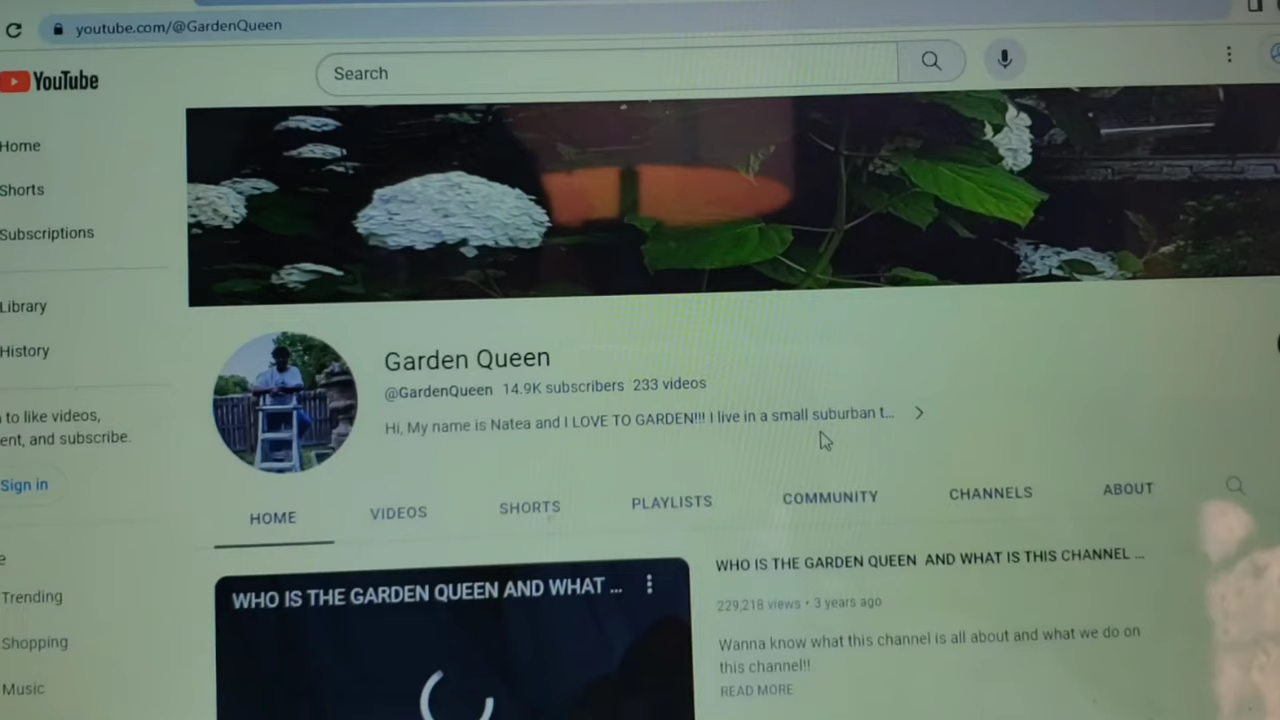 youtube.com/@GardenQueen
YouTube
Search
Home
Shorts
Subscriptions
Library
History
to like videos,
ent, and subscribe.
Sign in
Trending
Shopping
Music
Garden Queen
@GardenQueen 14.9K subscribers 233 videos
Hi, My name is Natea and I LOVE TO GARDEN!!! I live in a small suburban t...
HOME VIDEOS SHORTS PLAYLISTS COMMUNITY CHANNELS ABOUT
WHO IS THE GARDEN QUEEN AND WHAT ...
WHO IS THE GARDEN QUEEN AND WHAT IS THIS CHANNEL ...
229,218 views • 3 years ago
Wanna know what this channel is all about and what we do on
this channel!!
READ MORE